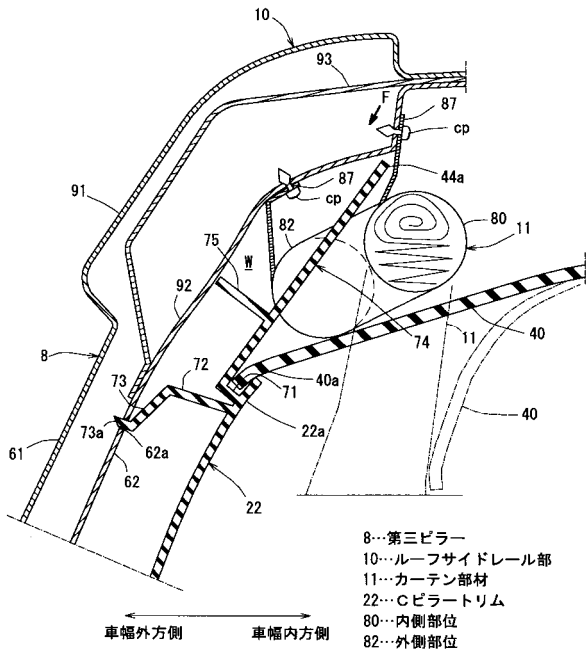 10
93
F
87
cp
91
87
cp
44a
82
80
11
75
W
92
8
74
40
11
73
72
71
40a
40
22a
73a
62a
61
62
22
8…第三ピラー
10…ルーフサイドレール部
11…カーテン部材
22…Cピラートリム
80…内側部位
82…外側部位
車幅外方側
車幅内方側